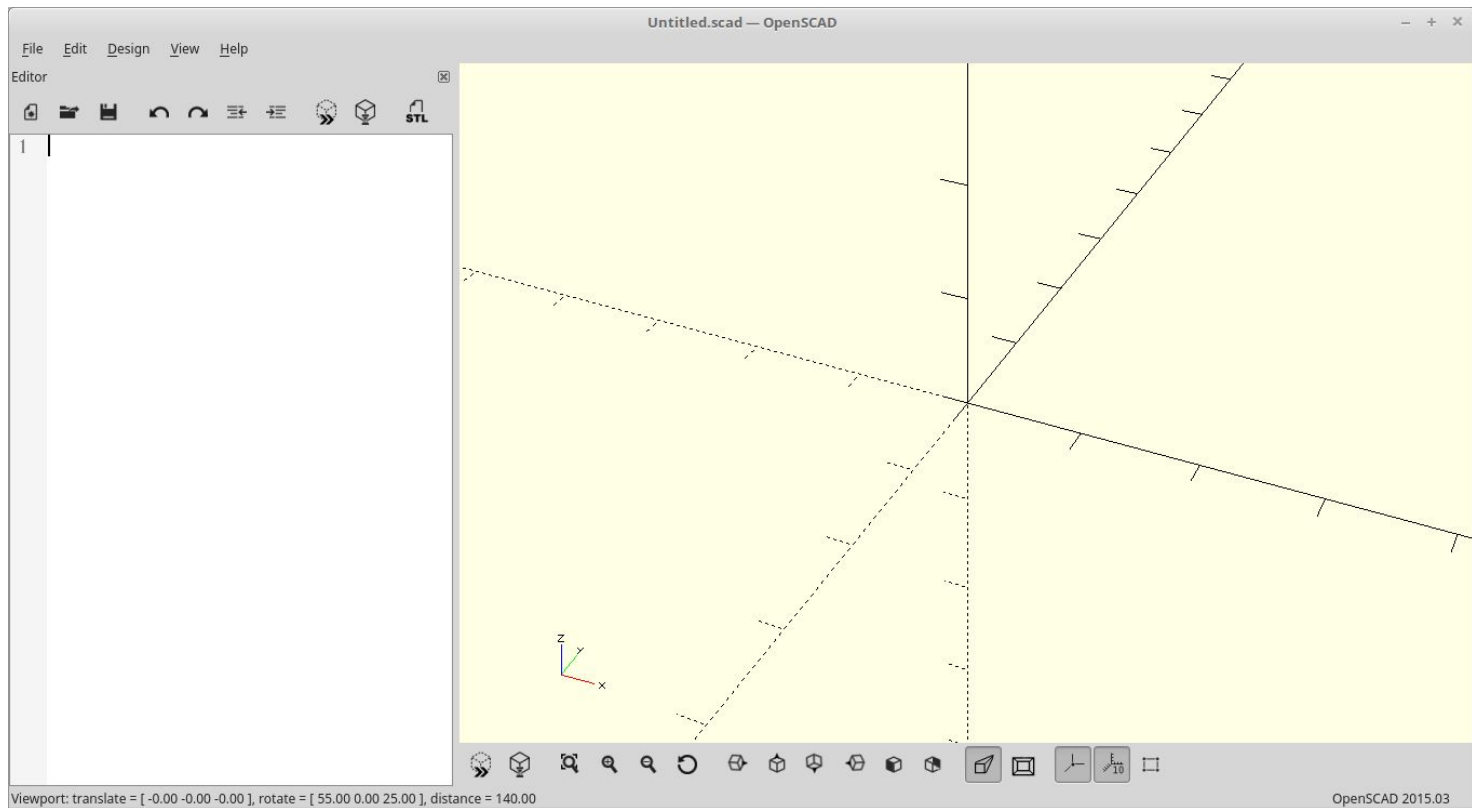 Untitled.scad — OpenSCAD
File Edit Design View Help
Editor
STL
1
Z
Y
X
10
Viewport: translate = [ -0.00 -0.00 -0.00 ], rotate = [ 55.00 0.00 25.00 ], distance = 140.00
OpenSCAD 2015.03